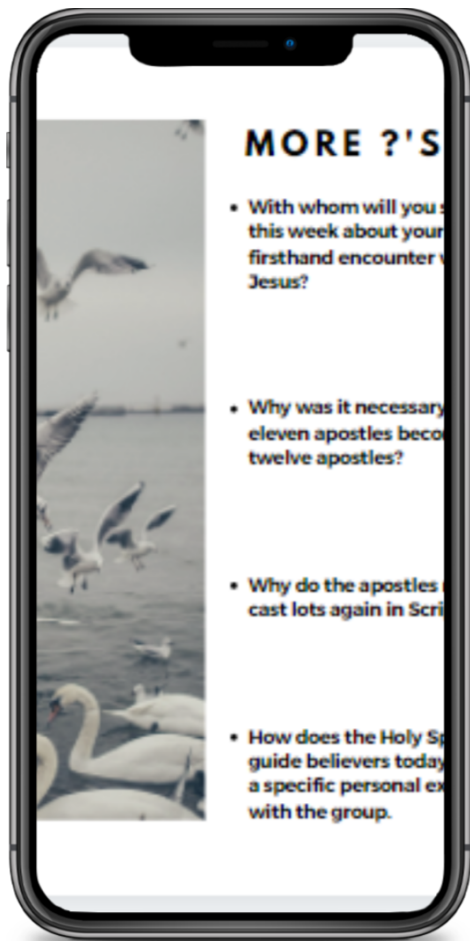 MORE ?'S
• With whom will you
this week about your
firsthand encounter
Jesus?
• Why was it necessary
eleven apostles beco
twelve apostles?
• Why do the apostles
cast lots again in Scri
• How does the Holy Sp
guide believers today
a specific personal ex
with the group.